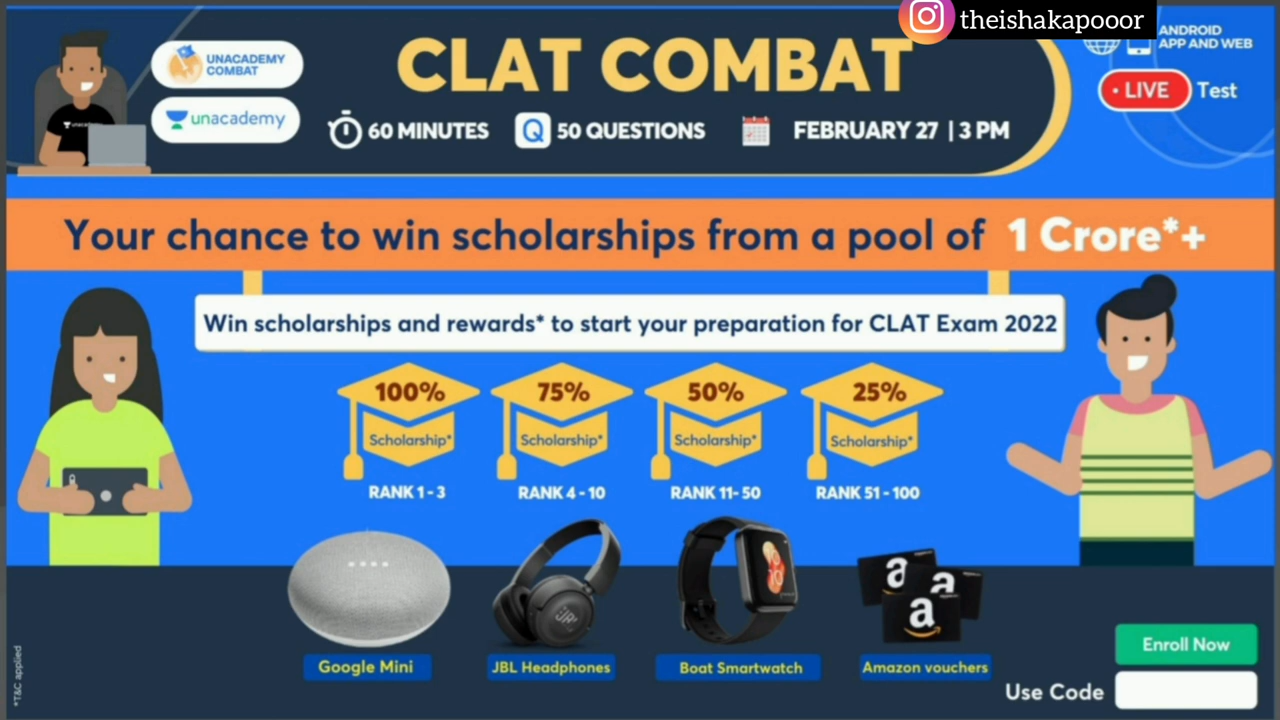 theishakapooor
UNACADEMY
COMBAT
unacademy
CLAT COMBAT
60 MINUTES
Q
50 QUESTIONS
FEBRUARY 27 | 3 PM
ANDROID
APP AND WEB
• LIVE Test
unacademy
Your chance to win scholarships from a pool of 1 Crore*+
Win scholarships and rewards* to start your preparation for CLAT Exam 2022
100% 75% 50% 25%
Scholarship* Scholarship* Scholarship* Scholarship*
RANK 1 - 3 RANK 4 - 10 RANK 11- 50 RANK 51 - 100
JBL
a a a
Google Mini JBL Headphones Boat Smartwatch Amazon vouchers
Enroll Now
Use Code
*T&C applied